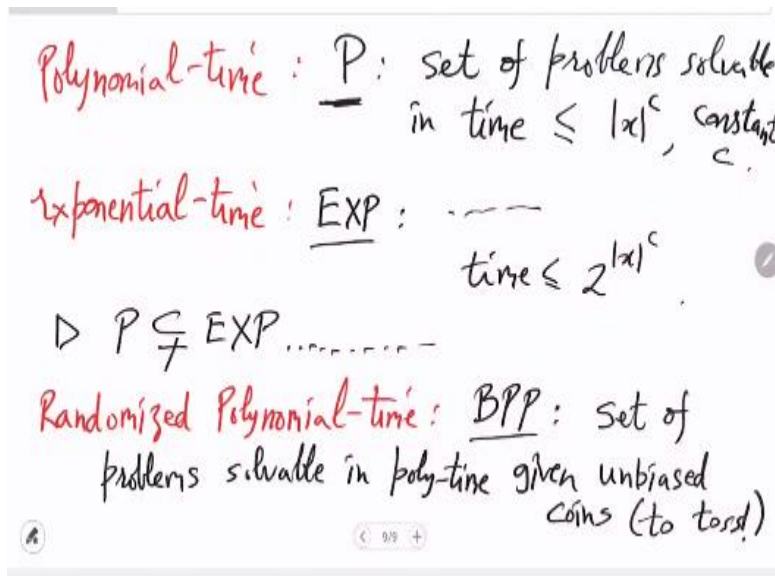 Polynomial-time : P : set of problems solvable
in time ≤ |x|^c, constant
c.
Exponential-time : EXP : -----
time ≤ 2^{|x|^c}.
▷ P ⊊ EXP ..........
Randomized Polynomial-time : BPP : set of
problems solvable in poly-time given unbiased
coins (to toss!)
9/9